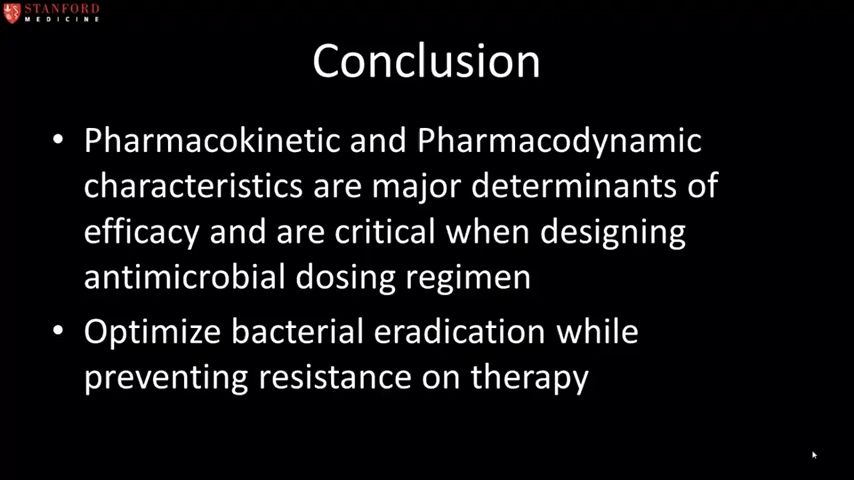 STANFORD
MEDICINE
Conclusion
• Pharmacokinetic and Pharmacodynamic
characteristics are major determinants of
efficacy and are critical when designing
antimicrobial dosing regimen
• Optimize bacterial eradication while
preventing resistance on therapy